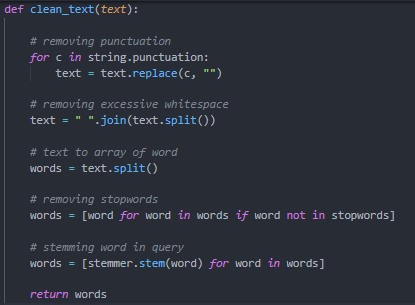 def clean_text(text):
# removing punctuation
for c in string.punctuation:
text = text.replace(c, "")
# removing excessive whitespace
text = " ".join(text.split())
# text to array of word
words = text.split()
# removing stopwords
words = [word for word in words if word not in stopwords]
# stemming word in query
words = [stemmer.stem(word) for word in words]
return words